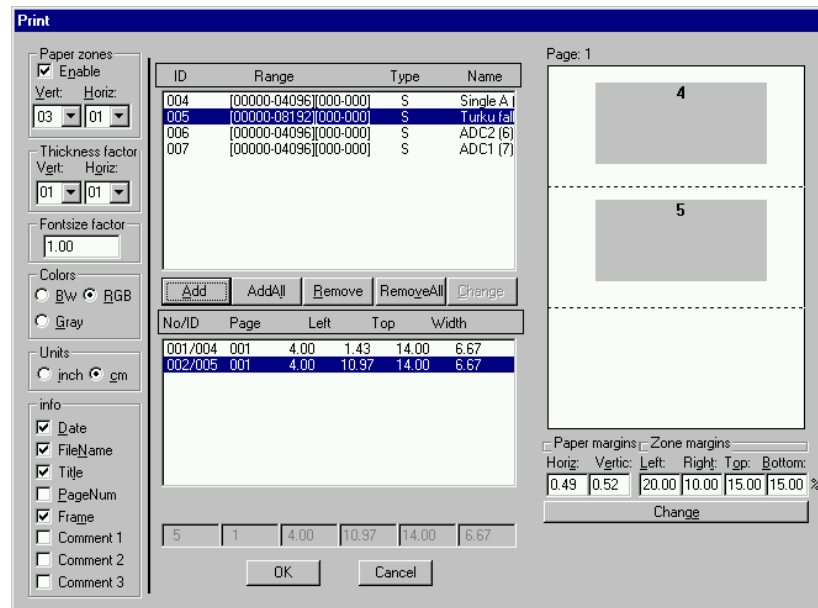 Print
Paper zones
Enable
Vert: Horiz:
03 01
Thickness factor
Vert: Horiz:
01 01
Fontsize factor
1.00
Colors
BW RGB
Gray
Units
inch cm
info
Date
FileName
Title
PageNum
Frame
Comment 1
Comment 2
Comment 3
ID Range Type Name
004 [00000-04096][000-000] S Single A
005 [00000-08192][000-000] S Turku fall
006 [00000-04096][000-000] S ADC2 (6)
007 [00000-04096][000-000] S ADC1 (7)
Add AddAll Remove RemoveAll Change
No/ID Page Left Top Width
001/004 001 4.00 1.43 14.00 6.67
002/005 001 4.00 10.97 14.00 6.67
5 1 4.00 10.97 14.00 6.67
OK Cancel
Page: 1
4
5
Paper margins Zone margins
Horiz: Vertic: Left: Right: Top: Bottom:
0.49 0.52 20.00 10.00 15.00 15.00 %
Change